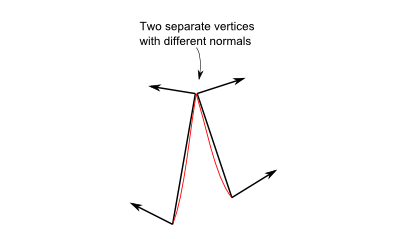 Two separate vertices
with different normals